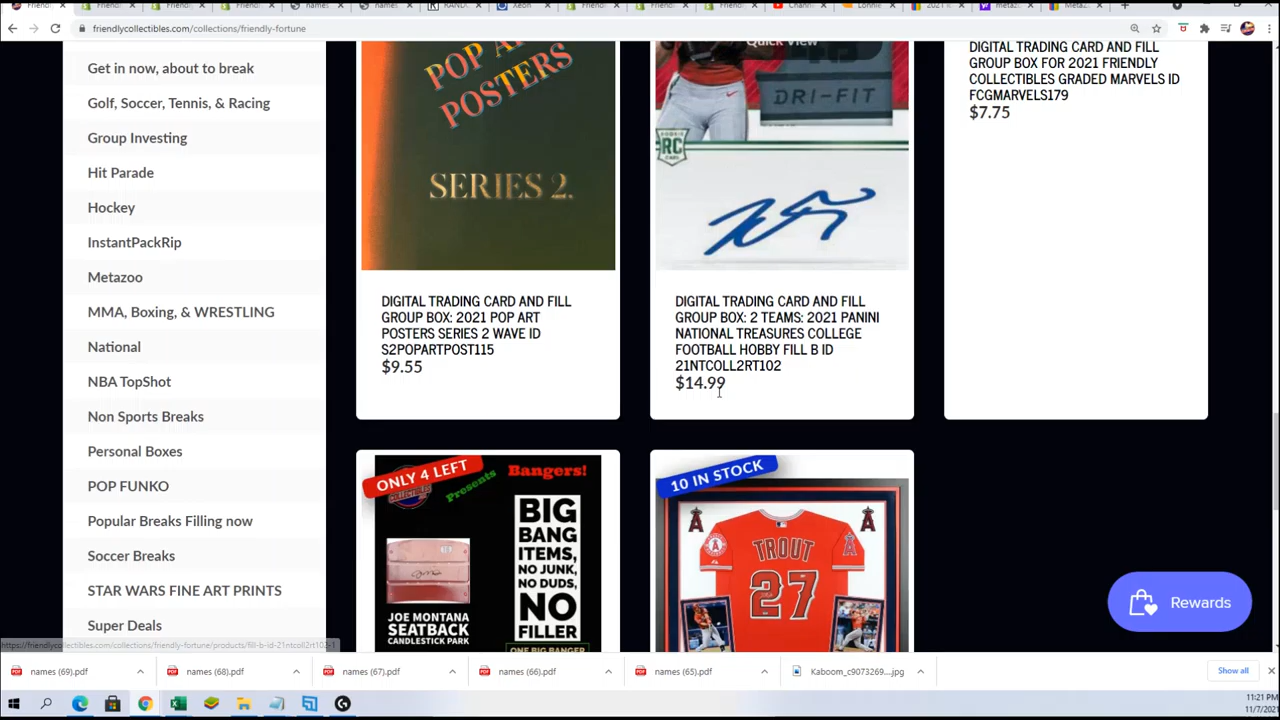 friendlycollectibles.com/collections/friendly-fortune
Get in now, about to break
Golf, Soccer, Tennis, & Racing
Group Investing
Hit Parade
Hockey
InstantPackRip
Metazoo
MMA, Boxing, & WRESTLING
National
NBA TopShot
Non Sports Breaks
Personal Boxes
POP FUNKO
Popular Breaks Filling now
Soccer Breaks
STAR WARS FINE ART PRINTS
Super Deals
POP ART
POSTERS
SERIES 2.
DIGITAL TRADING CARD AND FILL
GROUP BOX: 2021 POP ART
POSTERS SERIES 2 WAVE ID
S2POPARTPOST115
$9.55
Quick View
DRI-FIT
RC
DIGITAL TRADING CARD AND FILL
GROUP BOX: 2 TEAMS: 2021 PANINI
NATIONAL TREASURES COLLEGE
FOOTBALL HOBBY FILL B ID
21NTCOLL2RT102
$14.99
DIGITAL TRADING CARD AND FILL
GROUP BOX FOR 2021 FRIENDLY
COLLECTIBLES GRADED MARVELS ID
FCGMARVELS179
$7.75
ONLY 4 LEFT
COLLECTIBLES
Presents
Bangers!
BIG
BANG
ITEMS,
NO JUNK,
NO DUDS,
NO
FILLER
ONE BIG BANGER
JOE MONTANA
SEATBACK
CANDLESTICK PARK
10 IN STOCK
TROUT
27
Rewards
names (69).pdf
names (68).pdf
names (67).pdf
names (66).pdf
names (65).pdf
Kaboom_c9073269....jpg
Show all
11:21 PM
11/7/2021